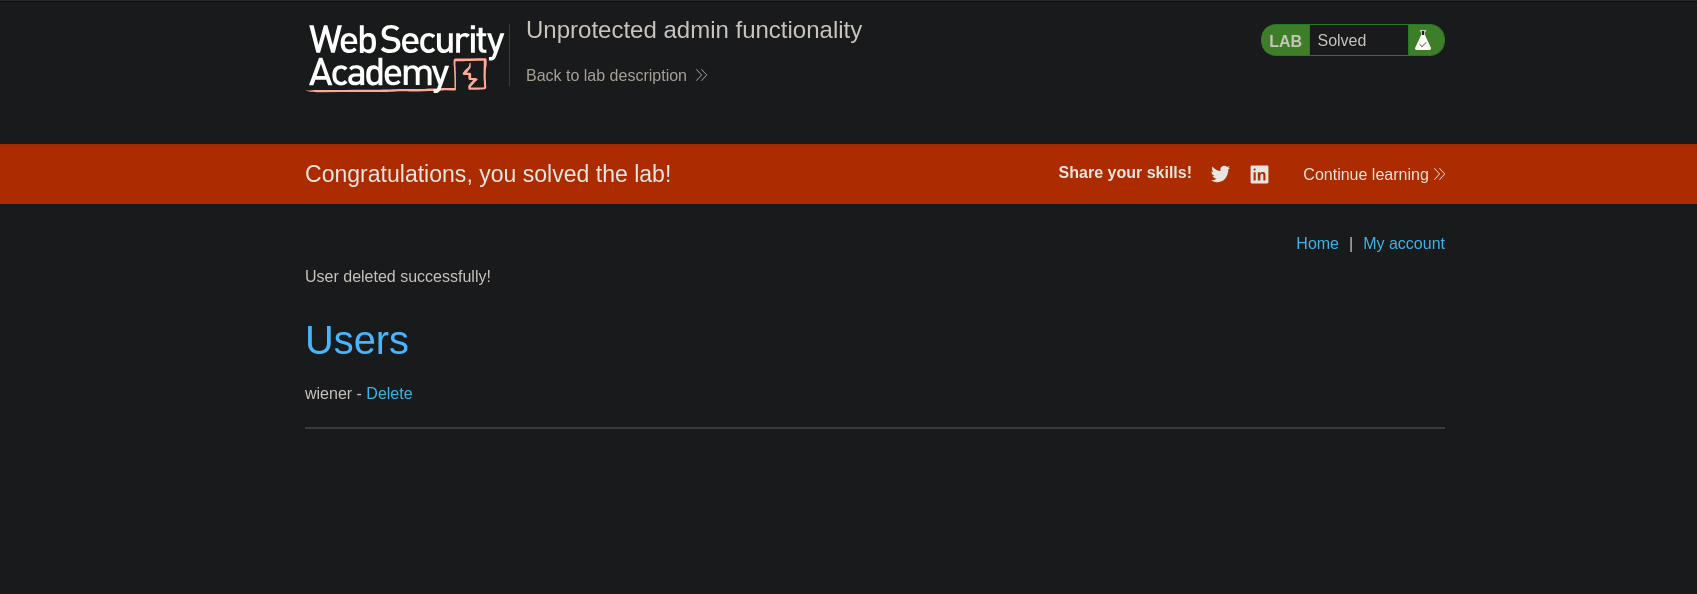 Web Security
Academy
Unprotected admin functionality
Back to lab description
LAB Solved
Congratulations, you solved the lab!
Share your skills!
Continue learning
Home | My account
User deleted successfully!
Users
wiener - Delete